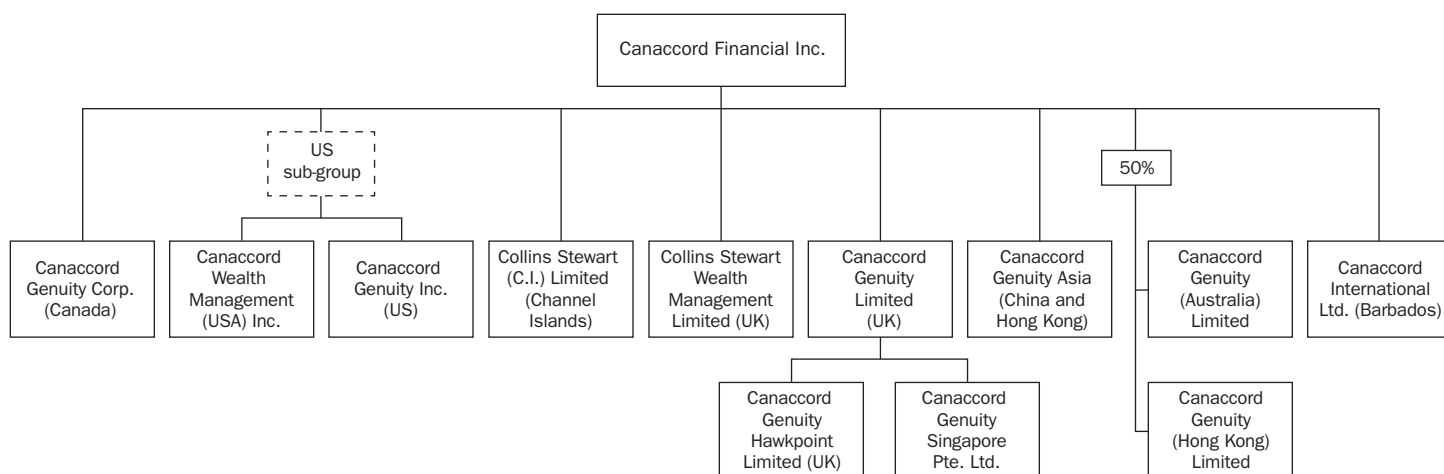 Canaccord Financial Inc.
US
sub-group
50%
Canaccord
Genuity Corp.
(Canada)
Canaccord
Wealth
Management
(USA) Inc.
Canaccord
Genuity Inc.
(US)
Collins Stewart
(C.I.) Limited
(Channel
Islands)
Collins Stewart
Wealth
Management
Limited (UK)
Canaccord
Genuity
Limited
(UK)
Canaccord
Genuity Asia
(China and
Hong Kong)
Canaccord
Genuity
(Australia)
Limited
Canaccord
International
Ltd. (Barbados)
Canaccord
Genuity
Hawkpoint
Limited (UK)
Canaccord
Genuity
Singapore
Pte. Ltd.
Canaccord
Genuity
(Hong Kong)
Limited